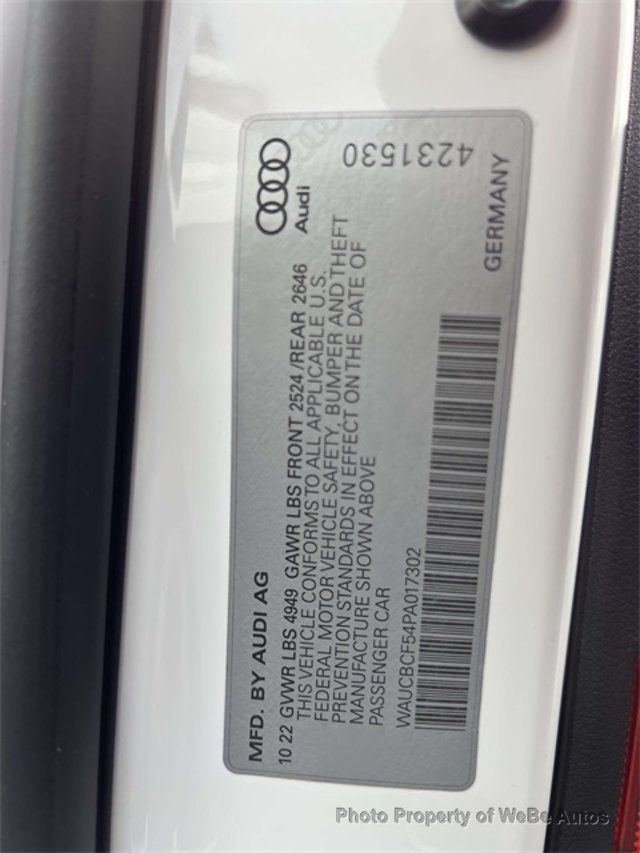 MFD. BY AUDI AG
Audi
10 22 GVWR LBS 4949 GAWR LBS FRONT 2524 /REAR 2646
THIS VEHICLE CONFORMS TO ALL APPLICABLE U.S.
FEDERAL MOTOR VEHICLE SAFETY, BUMPER AND THEFT
PREVENTION STANDARDS IN EFFECT ON THE DATE OF
MANUFACTURE SHOWN ABOVE
PASSENGER CAR
4231530
WAUCBCF54PA017302
GERMANY
Photo Property of WeBe Autos